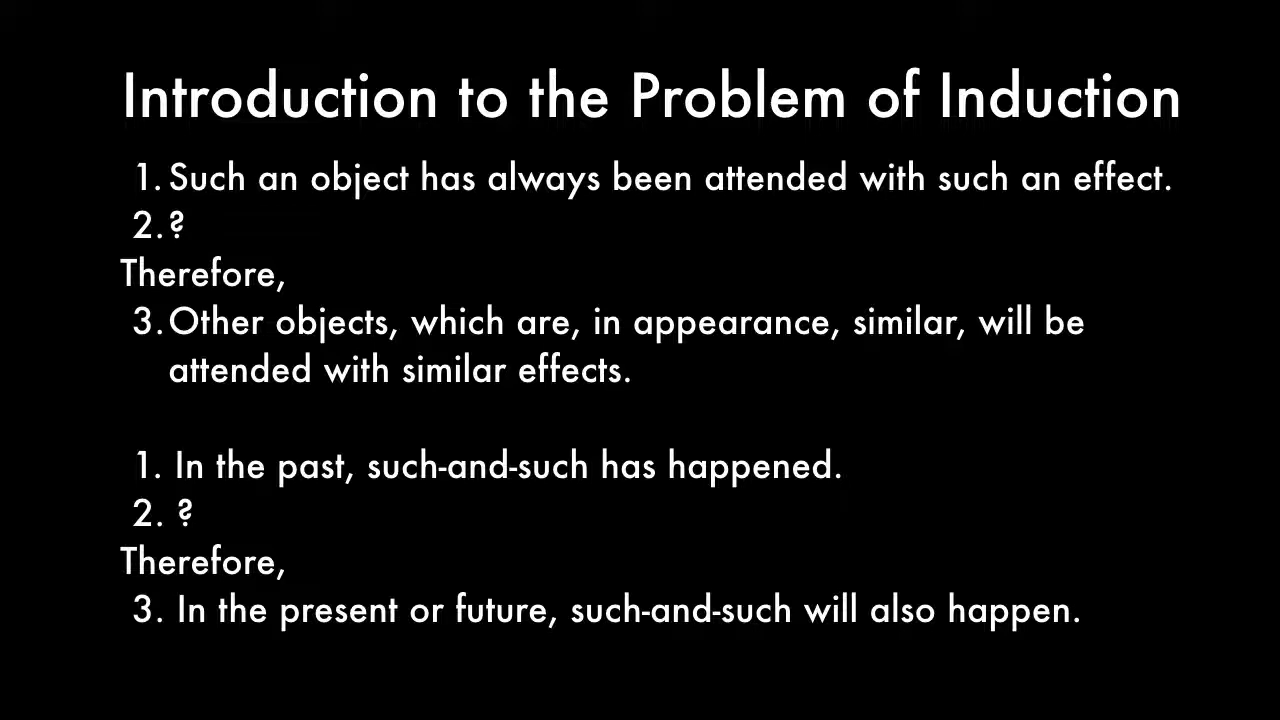 Introduction to the Problem of Induction
1. Such an object has always been attended with such an effect.
2. ?
Therefore,
3. Other objects, which are, in appearance, similar, will be
attended with similar effects.
1. In the past, such-and-such has happened.
2. ?
Therefore,
3. In the present or future, such-and-such will also happen.